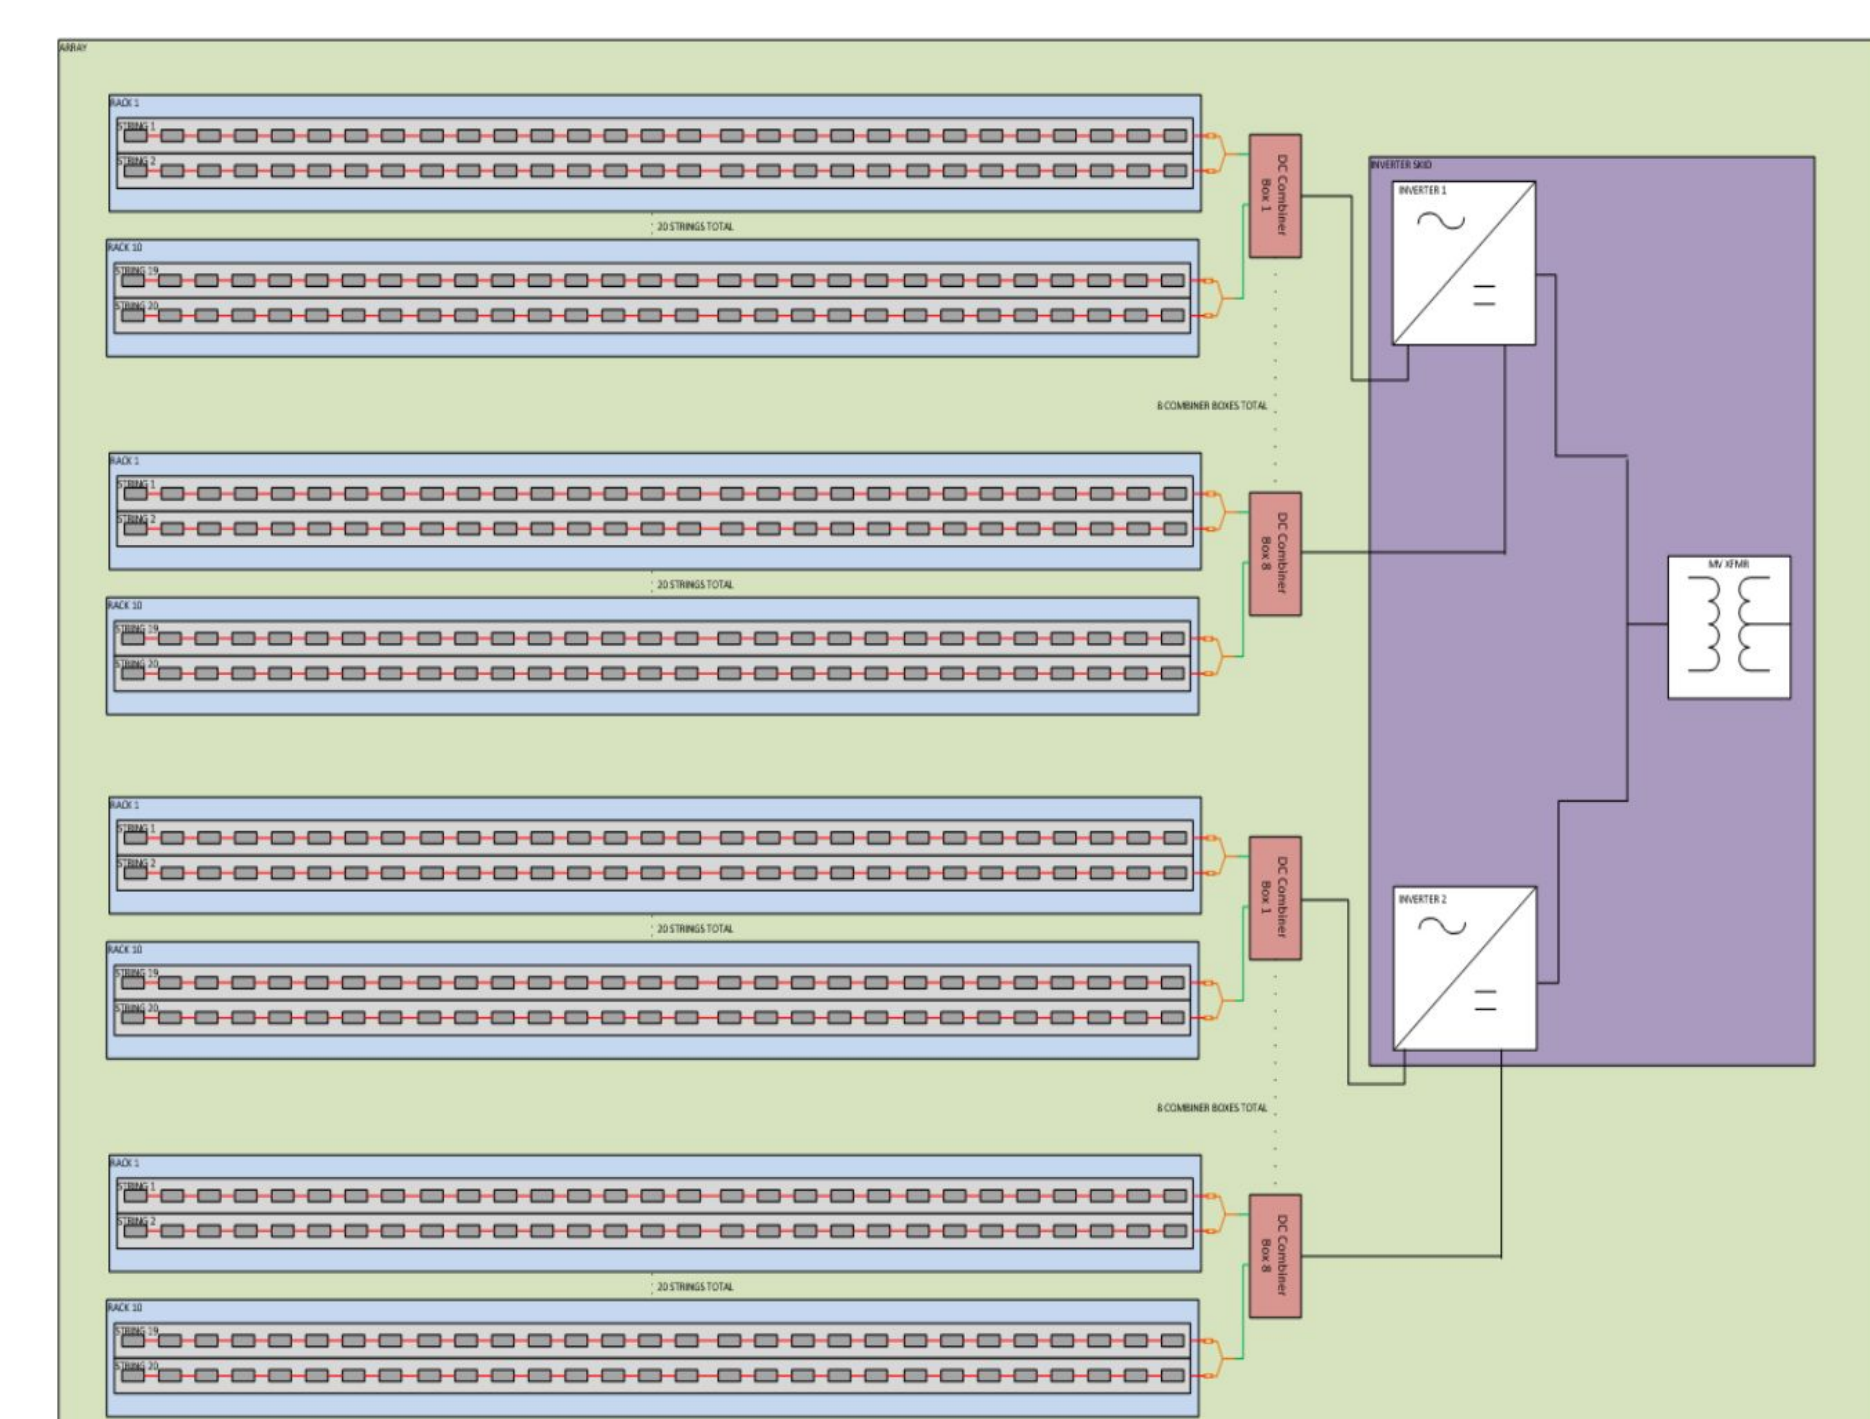 ARRAY
RACK 1
STRING 1
STRING 2
20 STRINGS TOTAL
RACK 10
STRING 19
STRING 20
DC Combiner
Box 1
8 COMBINER BOXES TOTAL
RACK 1
STRING 1
STRING 2
20 STRINGS TOTAL
RACK 10
STRING 19
STRING 20
DC Combiner
Box 8
RACK 1
STRING 1
STRING 2
20 STRINGS TOTAL
RACK 10
STRING 19
STRING 20
DC Combiner
Box 1
8 COMBINER BOXES TOTAL
RACK 1
STRING 1
STRING 2
20 STRINGS TOTAL
RACK 10
STRING 19
STRING 20
DC Combiner
Box 8
INVERTER SKID
INVERTER 1
MV XFMR
INVERTER 2